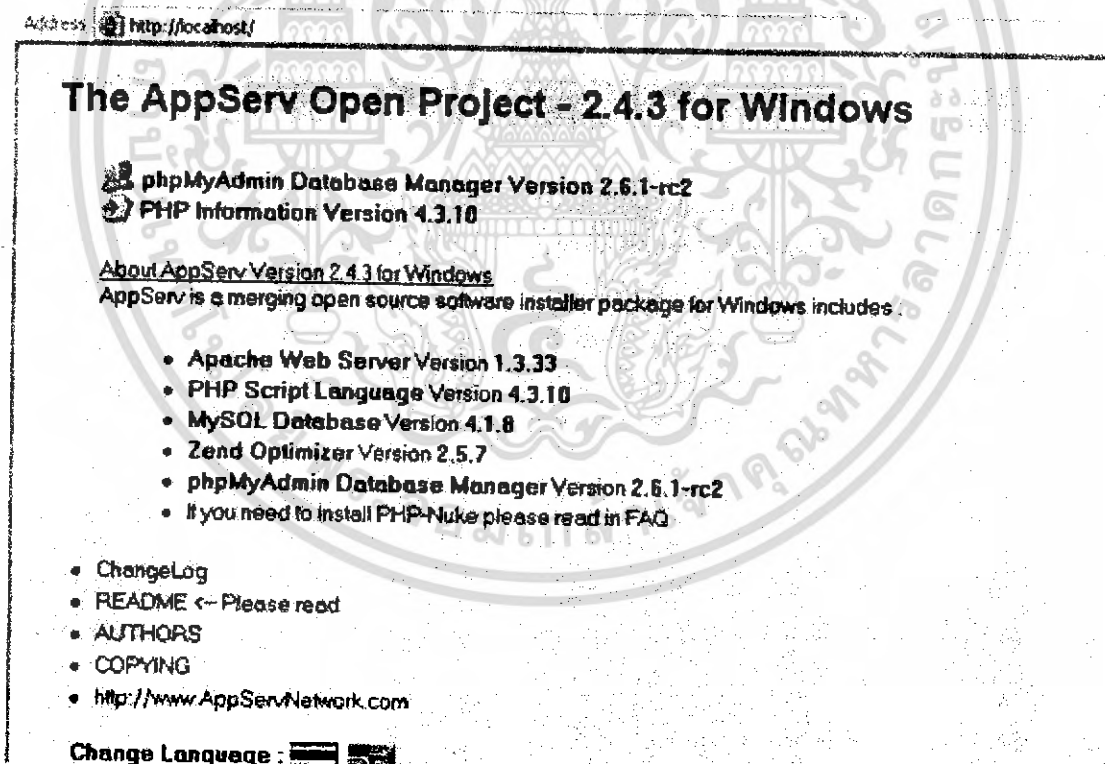 Address http://localhost/
The AppServ Open Project - 2.4.3 for Windows
phpMyAdmin Database Manager Version 2.6.1-rc2
PHP Information Version 4.3.10
About AppServ Version 2.4.3 for Windows
AppServ is a merging open source software installer package for Windows includes :
• Apache Web Server Version 1.3.33
• PHP Script Language Version 4.3.10
• MySQL Database Version 4.1.8
• Zend Optimizer Version 2.5.7
• phpMyAdmin Database Manager Version 2.6.1-rc2
• If you need to install PHP-Nuke please read in FAQ
• ChangeLog
• README <-- Please read
• AUTHORS
• COPYING
• http://www.AppServNetwork.com
Change Language :